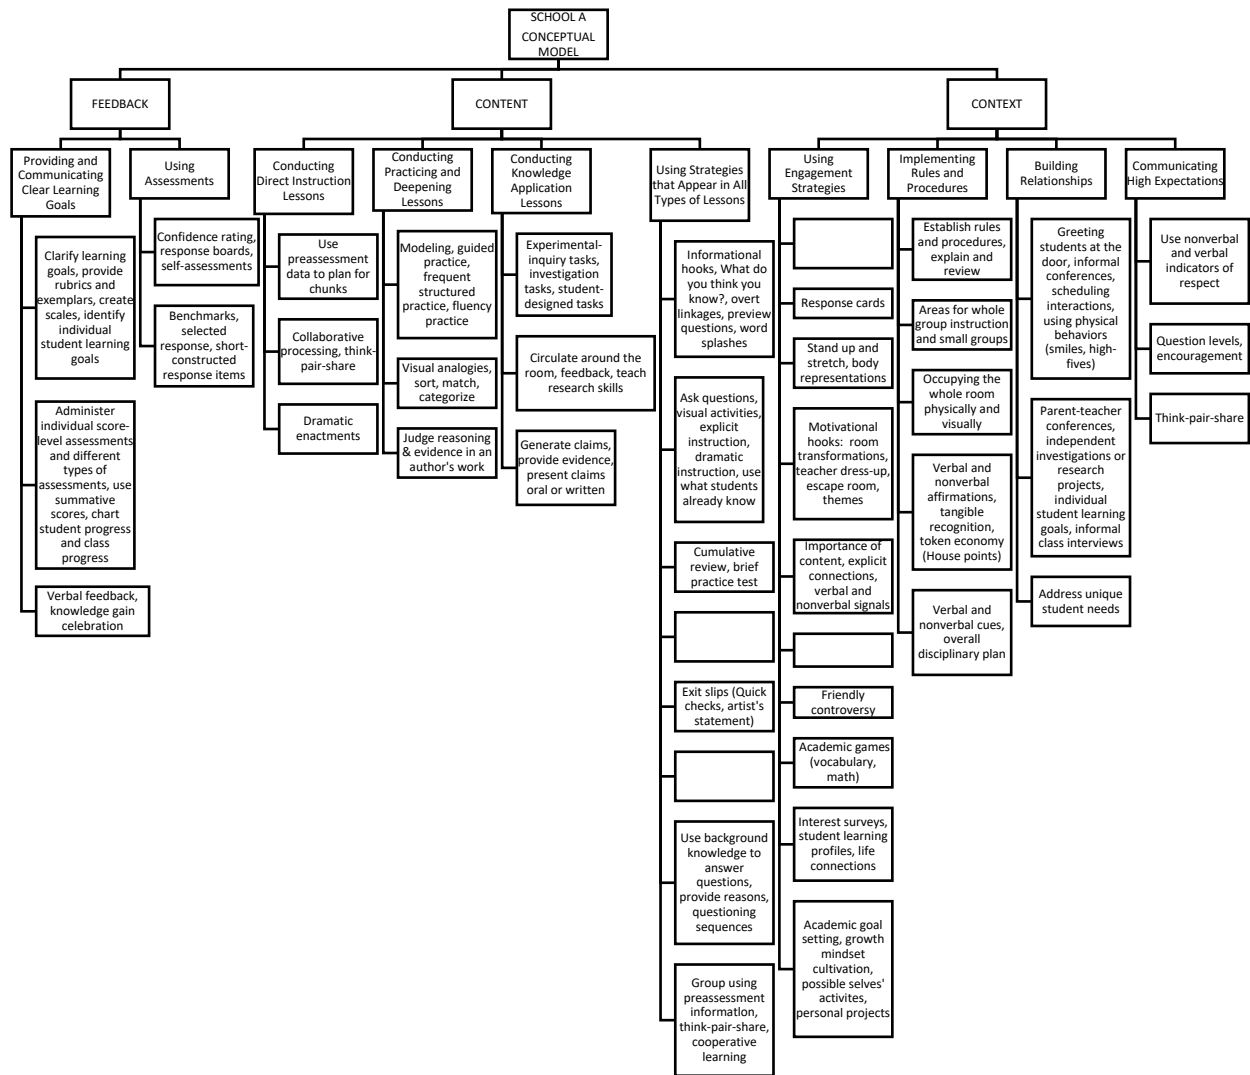 SCHOOL A
CONCEPTUAL
MODEL
FEEDBACK
CONTENT
CONTEXT
Providing and
Communicating
Clear Learning
Goals
Using
Assessments
Conducting
Direct Instruction
Lessons
Conducting
Practicing and
Deepening
Lessons
Conducting
Knowledge
Application
Lessons
Using Strategies
that Appear in All
Types of Lessons
Using
Engagement
Strategies
Implementing
Rules and
Procedures
Building
Relationships
Communicating
High Expectations
Clarify learning
goals, provide
rubrics and
exemplars, create
scales, identify
individual
student learning
goals
Administer
individual score-
level assessments
and different
types of
assessments, use
summative
scores, chart
student progress
and class
progress
Verbal feedback,
knowledge gain
celebration
Confidence rating,
response boards,
self-assessments
Benchmarks,
selected
response, short-
constructed
response items
Use
preassessment
data to plan for
chunks
Collaborative
processing, think-
pair-share
Dramatic
enactments
Modeling, guided
practice,
frequent
structured
practice, fluency
practice
Visual analogies,
sort, match,
categorize
Judge reasoning
& evidence in an
author's work
Experimental-
inquiry tasks,
investigation
tasks, student-
designed tasks
Circulate around the
room, feedback, teach
research skills
Generate claims,
provide evidence,
present claims
oral or written
Informational
hooks, What do
you think you
know?, overt
linkages, preview
questions, word
splashes
Ask questions,
visual activities,
explicit
instruction,
dramatic
instruction, use
what students
already know
Cumulative
review, brief
practice test
Exit slips (Quick
checks, artist's
statement)
Use background
knowledge to
answer
questions,
provide reasons,
questioning
sequences
Group using
preassessment
information,
think-pair-share,
cooperative
learning
Response cards
Stand up and
stretch, body
representations
Motivational
hooks: room
transformations,
teacher dress-up,
escape room,
themes
Importance of
content, explicit
connections,
verbal and
nonverbal signals
Friendly
controversy
Academic games
(vocabulary,
math)
Interest surveys,
student learning
profiles, life
connections
Academic goal
setting, growth
mindset
cultivation,
possible selves'
activites,
personal projects
Establish rules
and procedures,
explain and
review
Areas for whole
group instruction
and small groups
Occupying the
whole room
physically and
visually
Verbal and
nonverbal
affirmations,
tangible
recognition,
token economy
(House points)
Verbal and
nonverbal cues,
overall
disciplinary plan
Greeting
students at the
door, informal
conferences,
scheduling
interactions,
using physical
behaviors
(smiles, high-
fives)
Parent-teacher
conferences,
independent
investigations or
research
projects,
individual
student learning
goals, informal
class interviews
Address unique
student needs
Use nonverbal
and verbal
indicators of
respect
Question levels,
encouragement
Think-pair-share